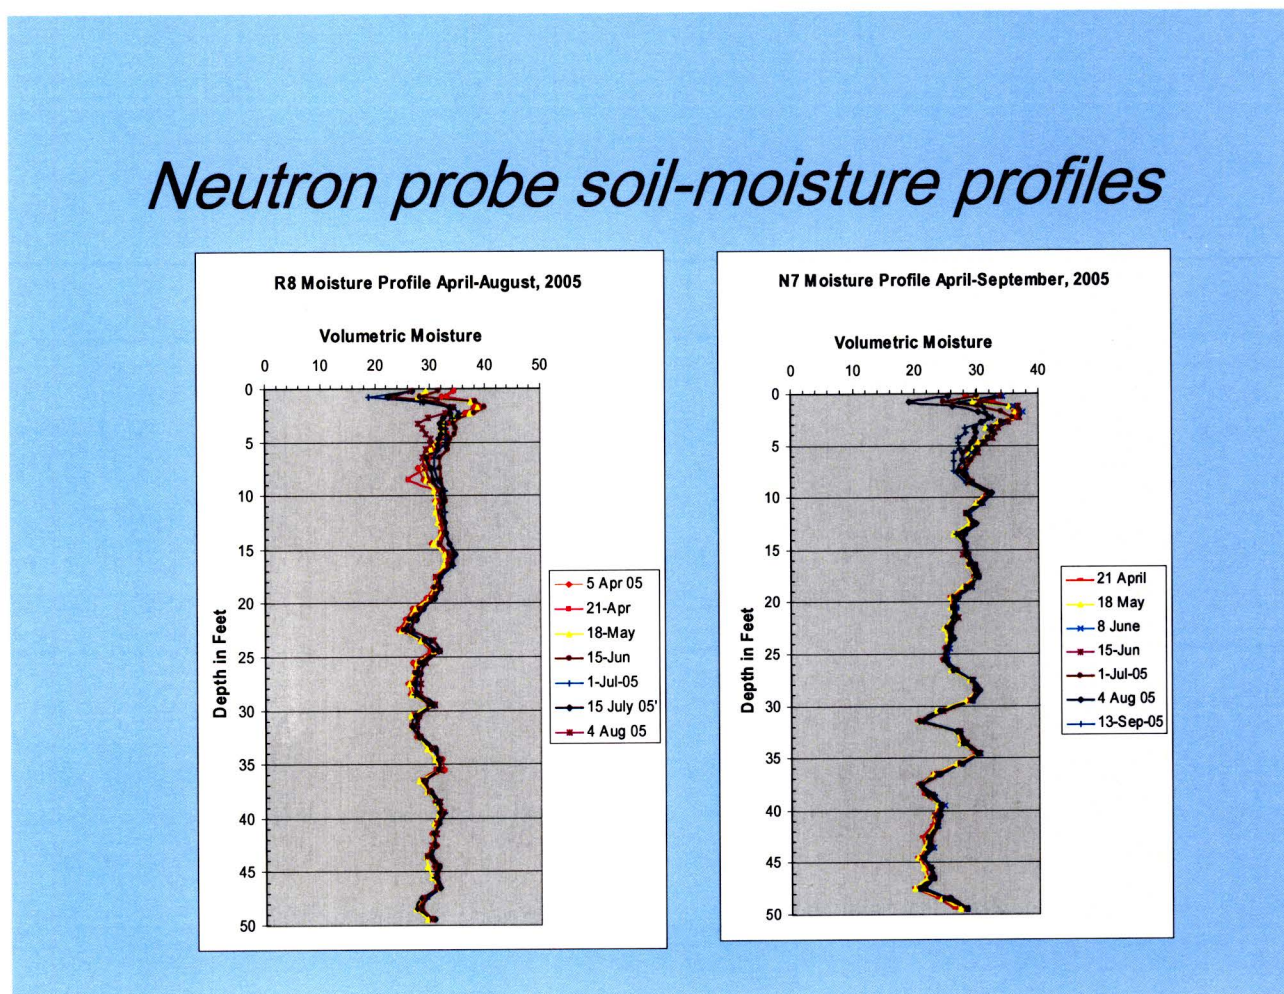 Neutron probe soil-moisture profiles
R8 Moisture Profile April-August, 2005
Volumetric Moisture
0 10 20 30 40 50
0
5
10
15
20
25
30
35
40
45
50
Depth in Feet
5 Apr 05
21-Apr
18-May
15-Jun
1-Jul-05
15 July 05'
4 Aug 05
N7 Moisture Profile April-September, 2005
Volumetric Moisture
0 10 20 30 40
0
5
10
15
20
25
30
35
40
45
50
Depth in Feet
21 April
18 May
8 June
15-Jun
1-Jul-05
4 Aug 05
13-Sep-05